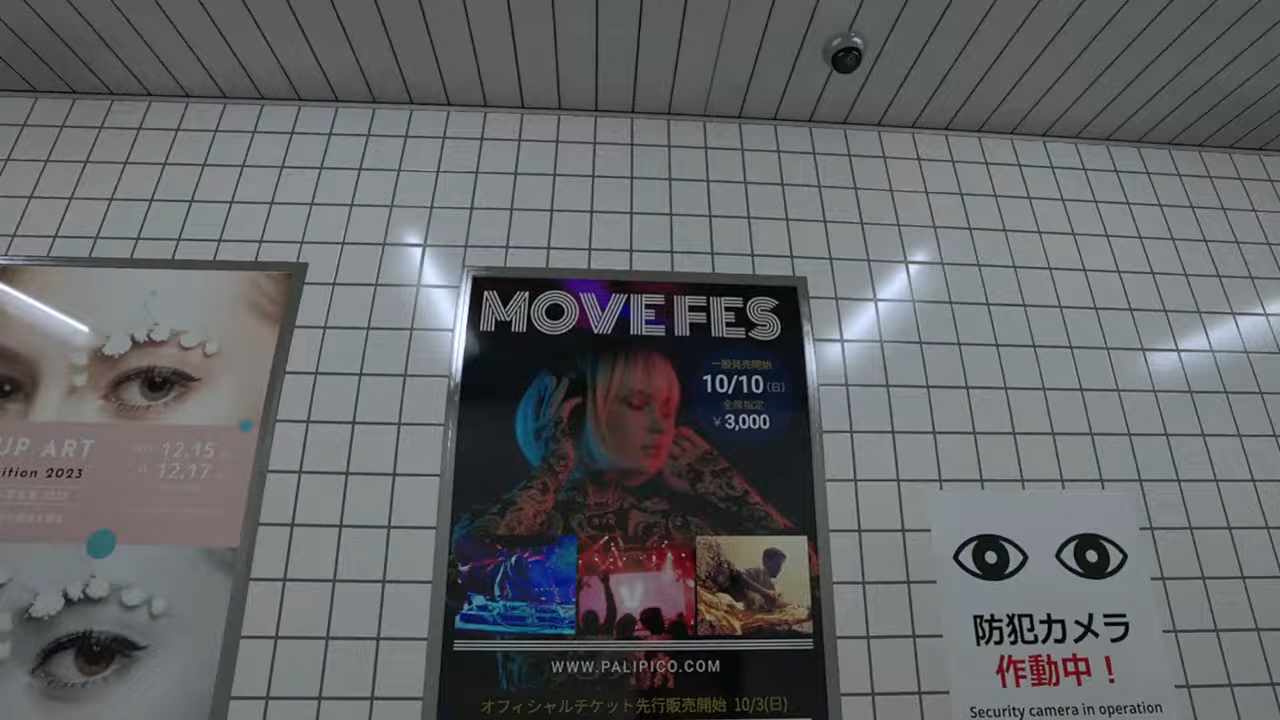 UP ART
ition 2023
12.15
12.17
MOVE FES
一般発売開始
10/10(日)
全席指定
¥3,000
WWW.PALIPICO.COM
オフィシャルチケット先行販売開始 10/3(日)
防犯カメラ
作動中！
Security camera in operation